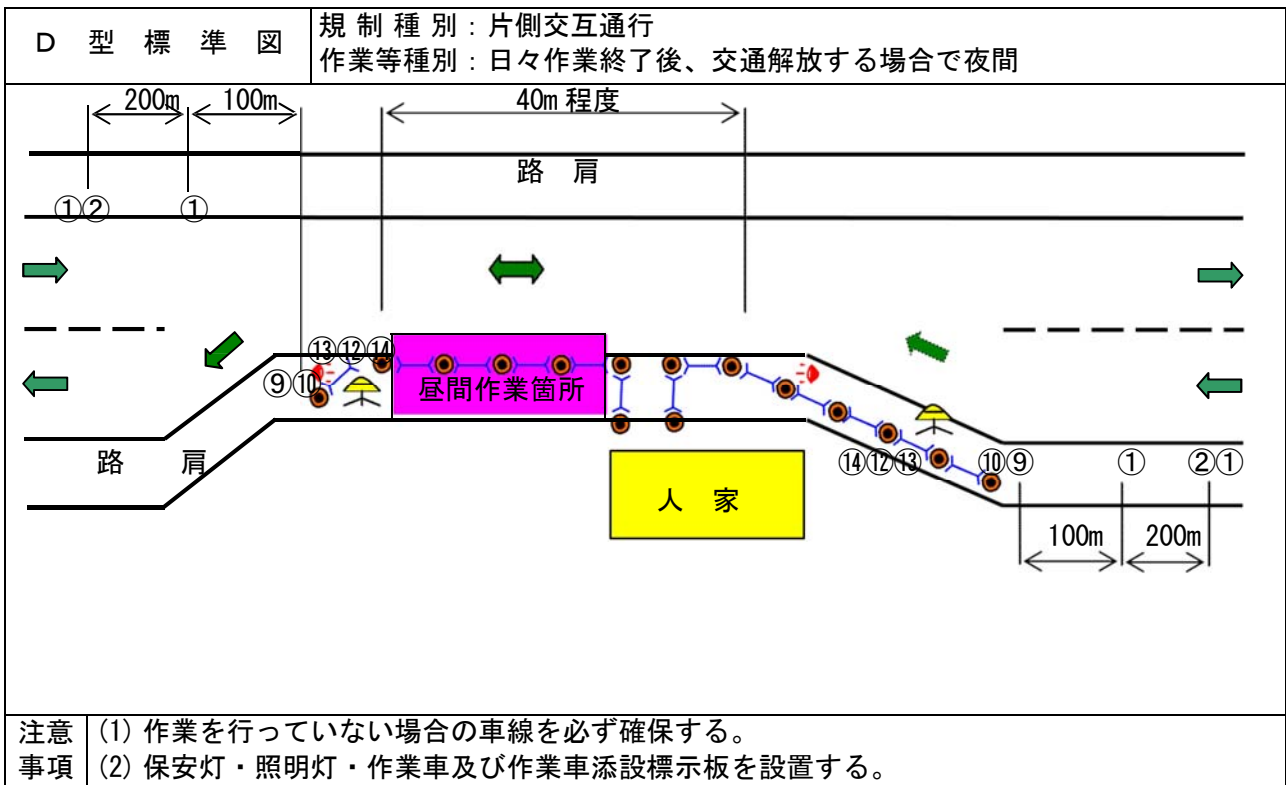 D 型 標 準 図
規 制 種 別：片側交互通行
作業等種別：日々作業終了後、交通解放する場合で夜間
200m 100m 40m 程度
路 肩
①② ①
⑬⑫⑭
⑨⑩
昼間作業箇所
路 肩
⑭⑫⑬ ⑩⑨ ① ②①
人 家
100m 200m
注意事項
(1) 作業を行っていない場合の車線を必ず確保する。
(2) 保安灯・照明灯・作業車及び作業車添設標示板を設置する。